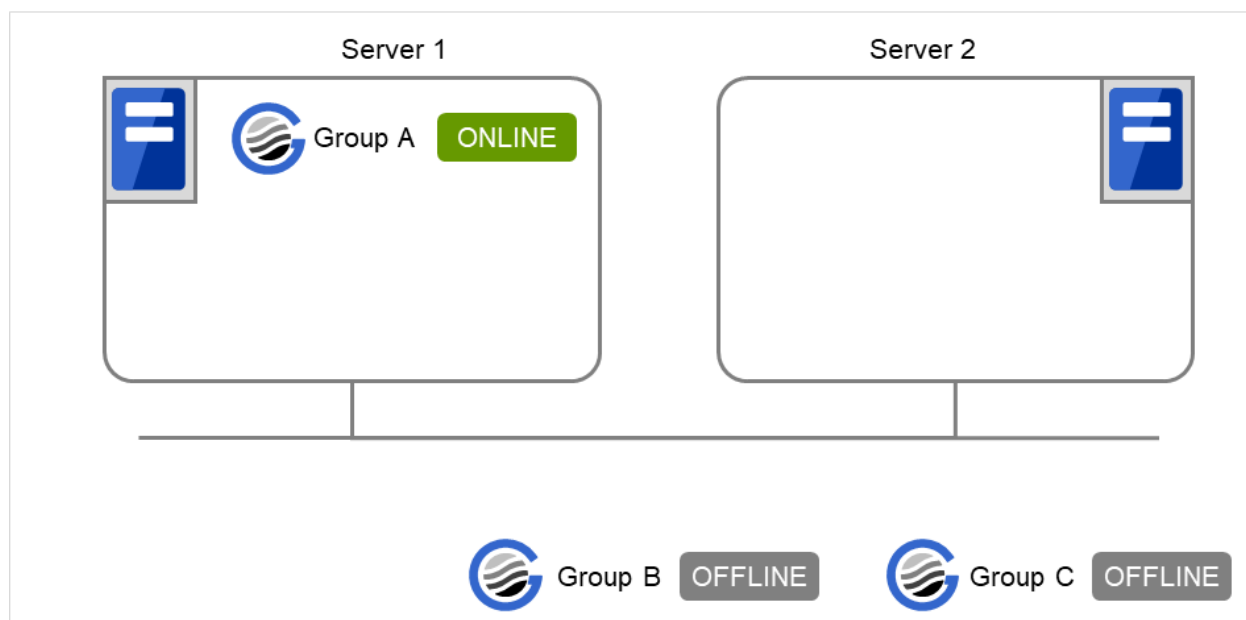 Server 1
Server 2
Group A ONLINE
Group B OFFLINE
Group C OFFLINE